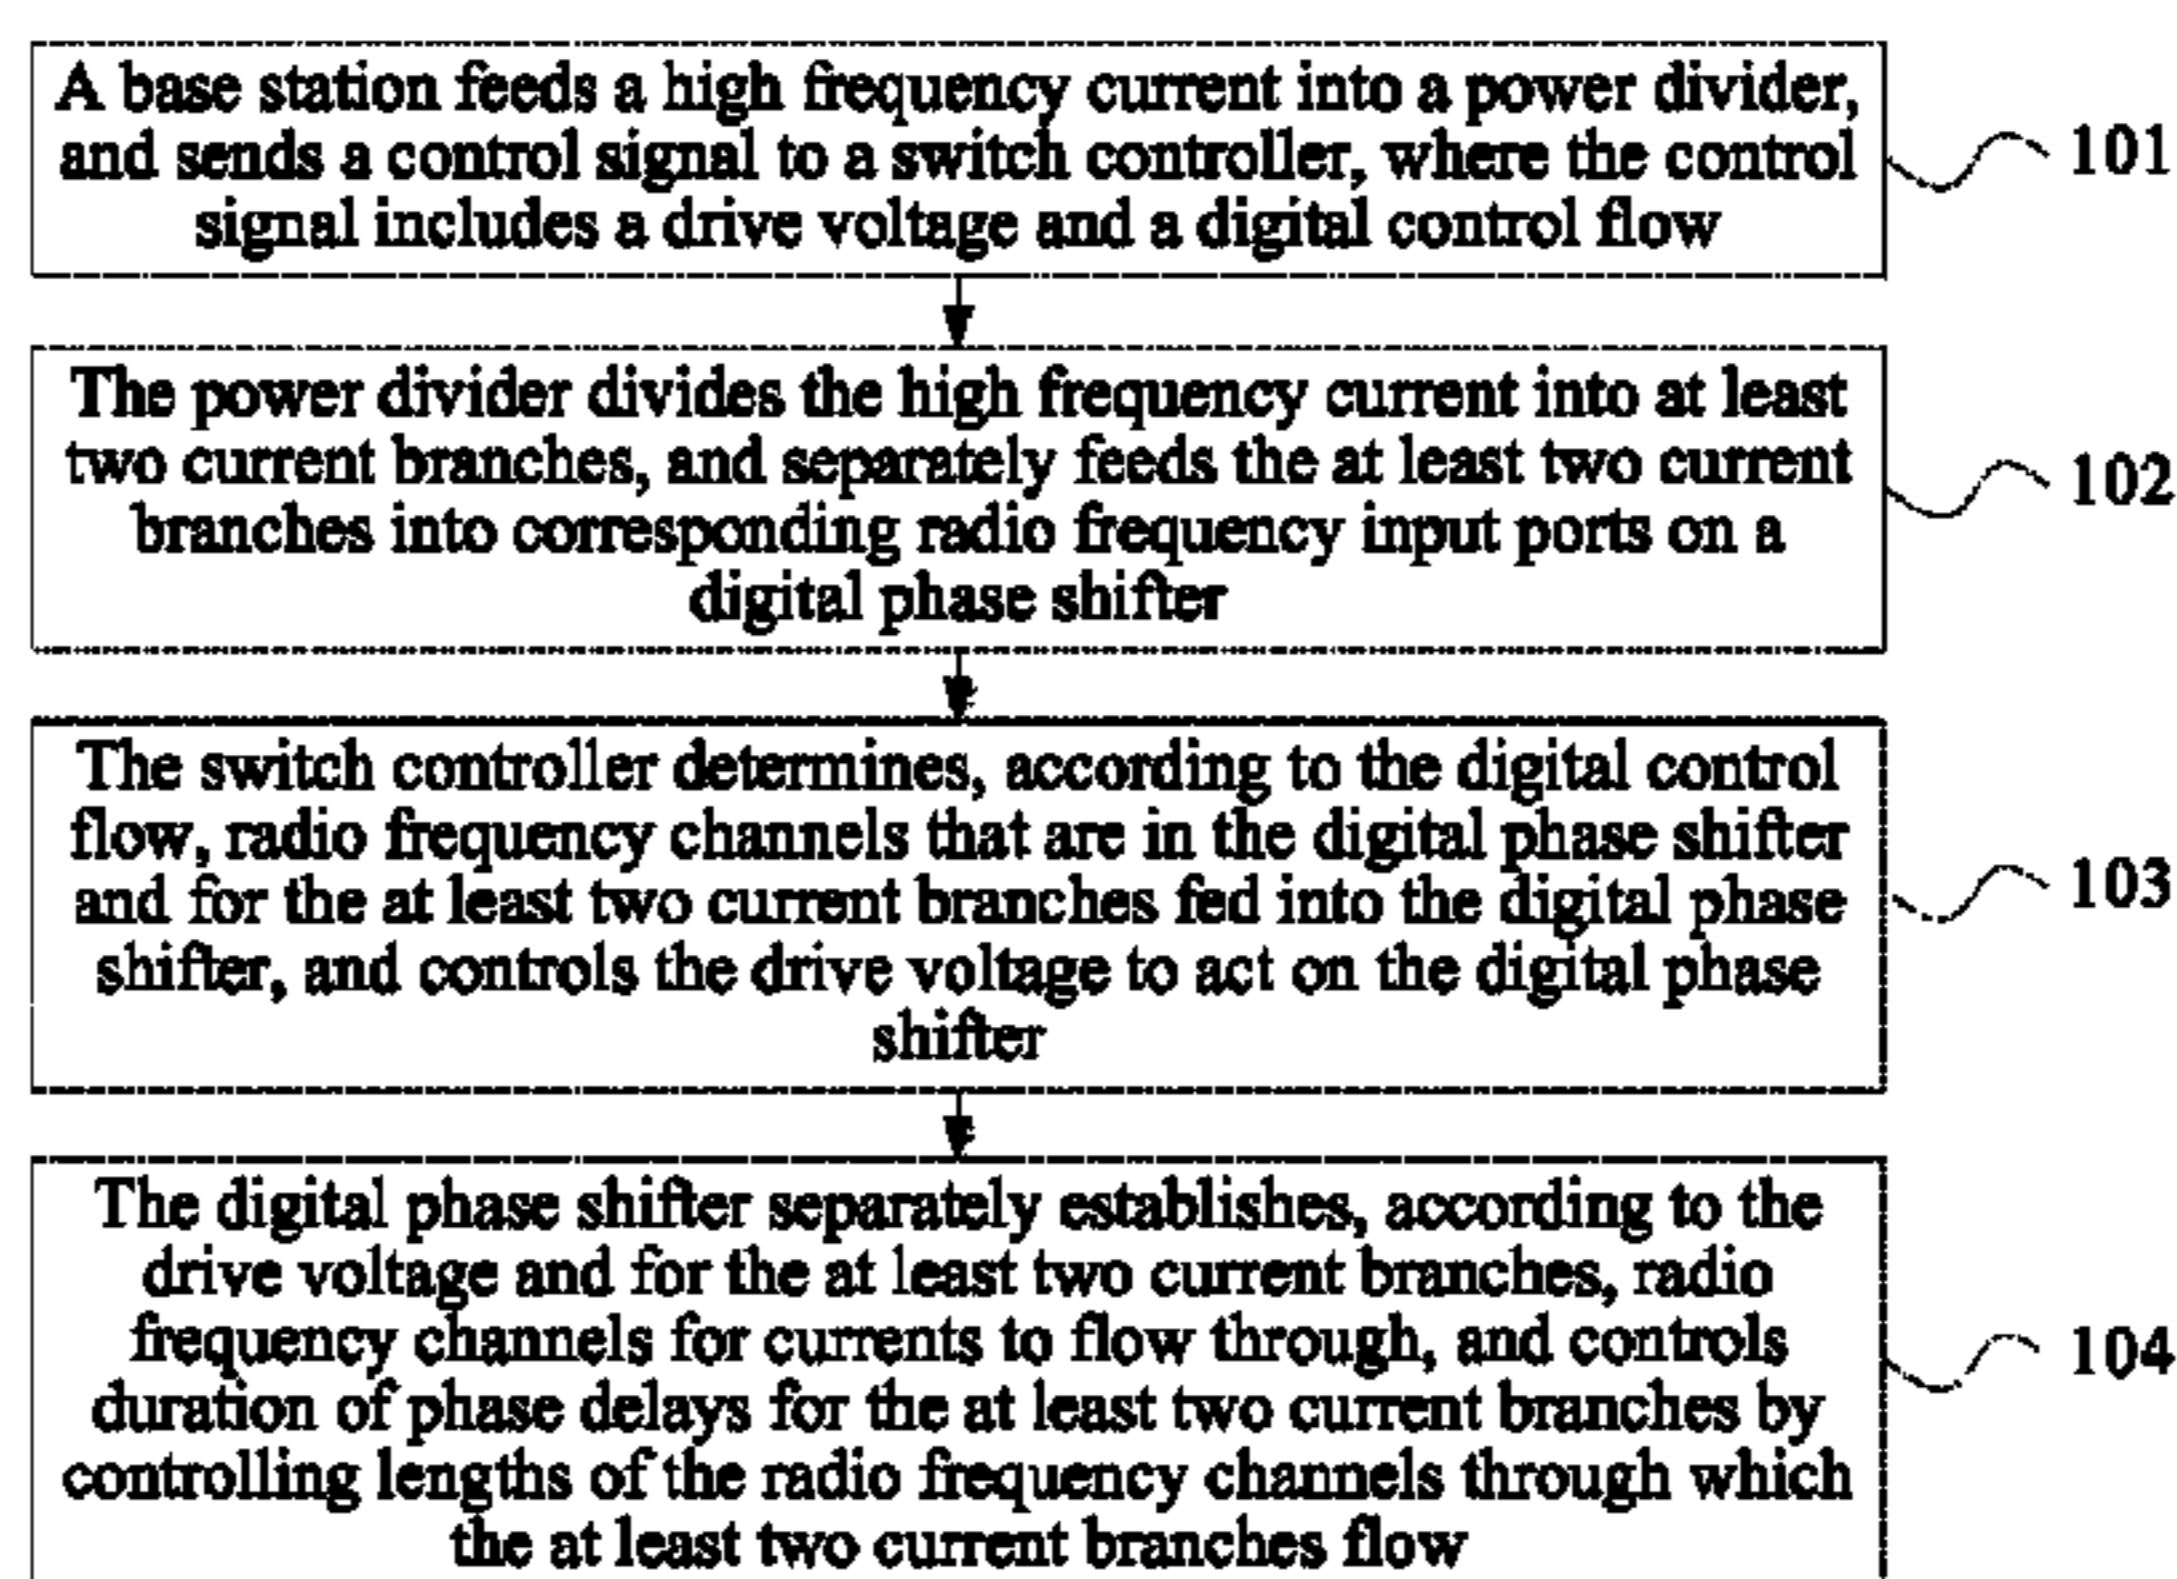 A base station feeds a high frequency current into a power divider,
and sends a control signal to a switch controller, where the control
signal includes a drive voltage and a digital control flow
101
The power divider divides the high frequency current into at least
two current branches, and separately feeds the at least two current
branches into corresponding radio frequency input ports on a
digital phase shifter
102
The switch controller determines, according to the digital control
flow, radio frequency channels that are in the digital phase shifter
and for the at least two current branches fed into the digital phase
shifter, and controls the drive voltage to act on the digital phase
shifter
103
The digital phase shifter separately establishes, according to the
drive voltage and for the at least two current branches, radio
frequency channels for currents to flow through, and controls
duration of phase delays for the at least two current branches by
controlling lengths of the radio frequency channels through which
the at least two current branches flow
104